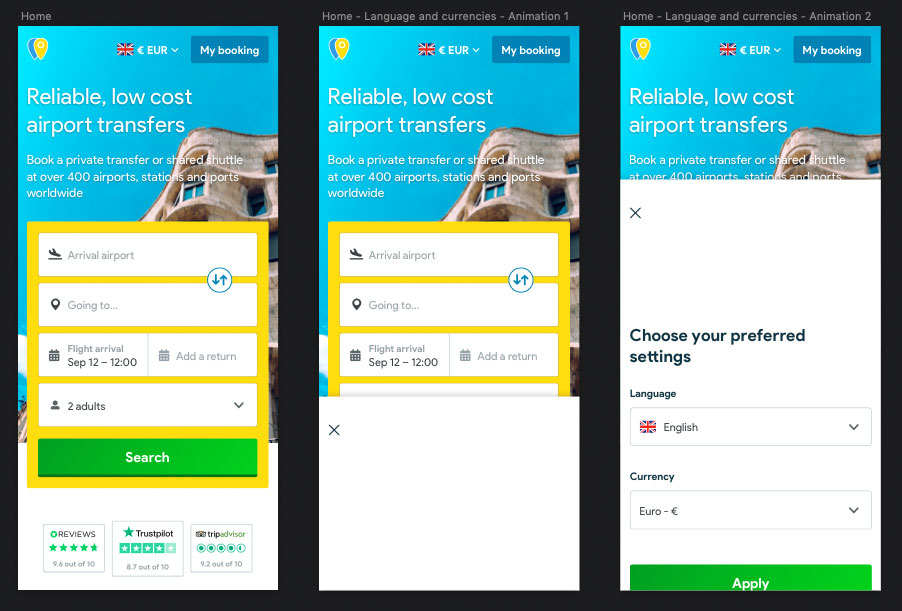 Home
€ EUR
My booking
Reliable, low cost
airport transfers
Book a private transfer or shared shuttle
at over 400 airports, stations and ports
worldwide
Arrival airport
Going to...
Flight arrival
Sep 12 – 12:00
Add a return
2 adults
Search
REVIEWS
9.6 out of 10
Trustpilot
8.7 out of 10
tripadvisor
9.2 out of 10
Home - Language and currencies - Animation 1
€ EUR
My booking
Reliable, low cost
airport transfers
Book a private transfer or shared shuttle
at over 400 airports, stations and ports
worldwide
Arrival airport
Going to...
Flight arrival
Sep 12 – 12:00
Add a return
Home - Language and currencies - Animation 2
€ EUR
My booking
Reliable, low cost
airport transfers
Book a private transfer or shared shuttle
at over 400 airports, stations and ports
Choose your preferred
settings
Language
English
Currency
Euro - €
Apply